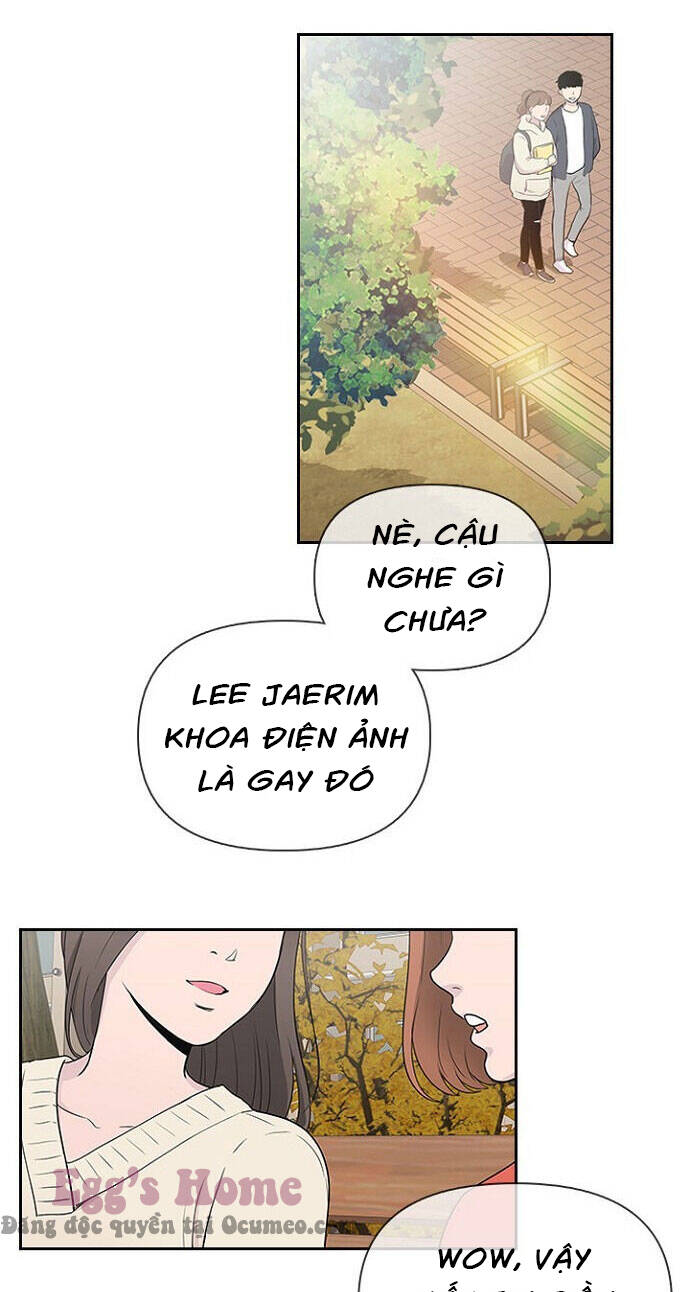 NÈ, CẬU
NGHE GÌ
CHƯA?
LEE JAERIM
KHOA ĐIỆN ẢNH
LÀ GAY ĐÓ
Egg's Home
Đăng độc quyền tại Ocumeo.c
WOW, VẬY